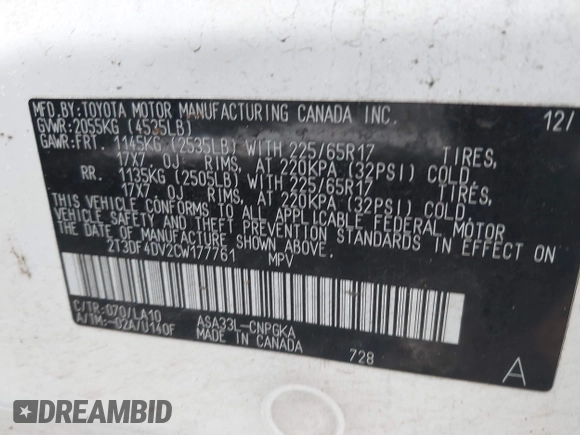 MFD.BY:TOYOTA MOTOR MANUFACTURING CANADA INC. 12/
GVWR:2055KG (4535LB)
GAWR:FRT. 1145KG (2535LB) WITH 225/65R17 TIRES,
17X7 OJ RIMS, AT 220KPA (32PSI) COLD.
RR. 1135KG (2505LB) WITH 225/65R17 TIRES,
17X7 OJ RIMS, AT 220KPA (32PSI) COLD.
THIS VEHICLE CONFORMS TO ALL APPLICABLE FEDERAL MOTOR
VEHICLE SAFETY AND THEFT PREVENTION STANDARDS IN EFFECT ON
THE DATE OF MANUFACTURE SHOWN ABOVE.
2T3DF4DV2CW177761 MPV
C/TR:070/LA10 ASA33L-CNPGKA
A/TM:-02A/U140F MADE IN CANADA
728 A
DREAMBID